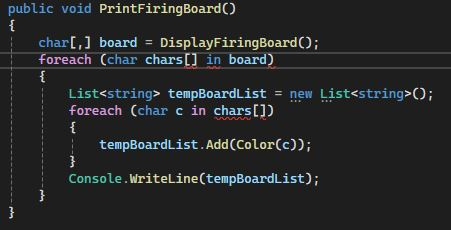 public void PrintFiringBoard()
{
char[,] board = DisplayFiringBoard();
foreach (char chars[] in board)
{
List<string> tempBoardList = new List<string>();
foreach (char c in chars[])
{
tempBoardList.Add(Color(c));
}
Console.WriteLine(tempBoardList);
}
}